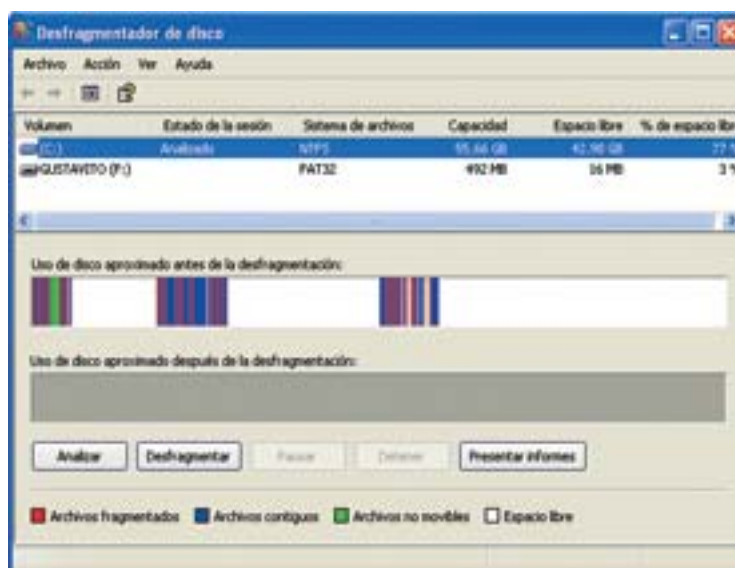 Desfragmentador de disco
Archivo Acción Ver Ayuda
Volumen Estado de la sesión Sistema de archivos Capacidad Espacio libre % de espacio libre
(C:) Analizado NTFS 55,66 GB 42,98 GB 77 %
GUSTAVITO (F:) FAT32 492 MB 16 MB 3 %
Uso de disco aproximado antes de la desfragmentación:
Uso de disco aproximado después de la desfragmentación:
Analizar Desfragmentar Pausar Detener Presentar informes
Archivos fragmentados Archivos contiguos Archivos no movibles Espacio libre